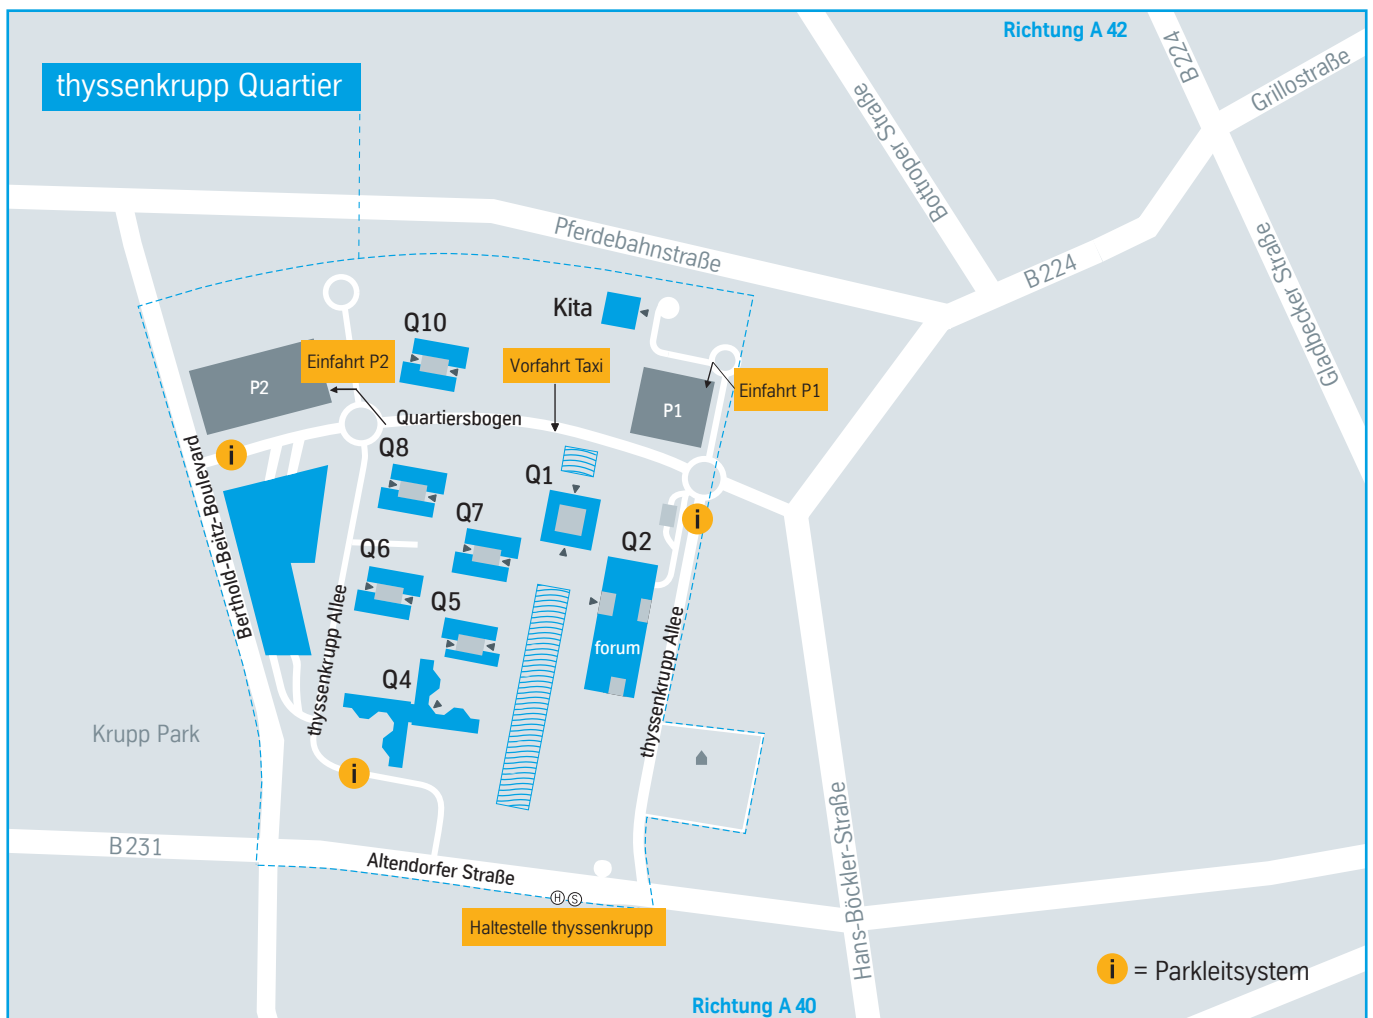 Richtung A 42
B224
Grillostraße
thyssenkrupp Quartier
Bottroper Straße
Pferdebahnstraße
B224
Gladbecker Straße
Kita
Q10
Einfahrt P2
Vorfahrt Taxi
P2
Einfahrt P1
P1
Quartiersbogen
Q8
i
Q1
Q7
i
Q2
Q6
Berthold-Beitz-Boulevard
Q5
thyssenkrupp Allee
forum
thyssenkrupp Allee
Q4
Krupp Park
i
B231
Altendorfer Straße
Hans-Böckler-Straße
H S
Haltestelle thyssenkrupp
i = Parkleitsystem
Richtung A 40